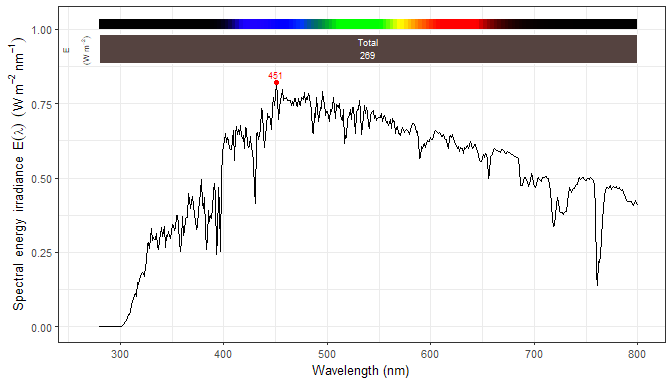 1.00
0.75
0.50
0.25
0.00
Spectral energy irradiance E(λ) (W m⁻² nm⁻¹)
E
(W m⁻²)
Total
269
451
300 400 500 600 700 800
Wavelength (nm)